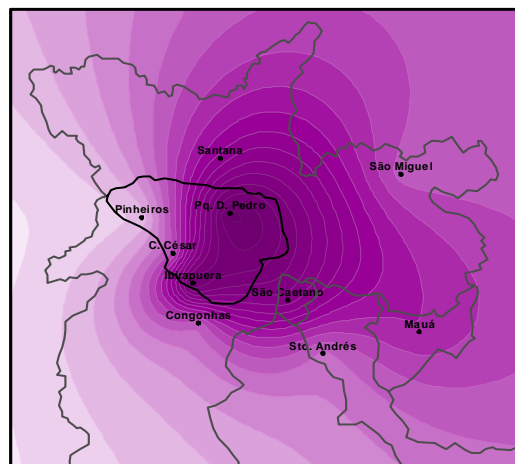 Santana
São Miguel
Pinheiros
Pq. D. Pedro
C. César
Ibirapuera
São Caetano
Congonhas
Mauá
Sto. Andrés